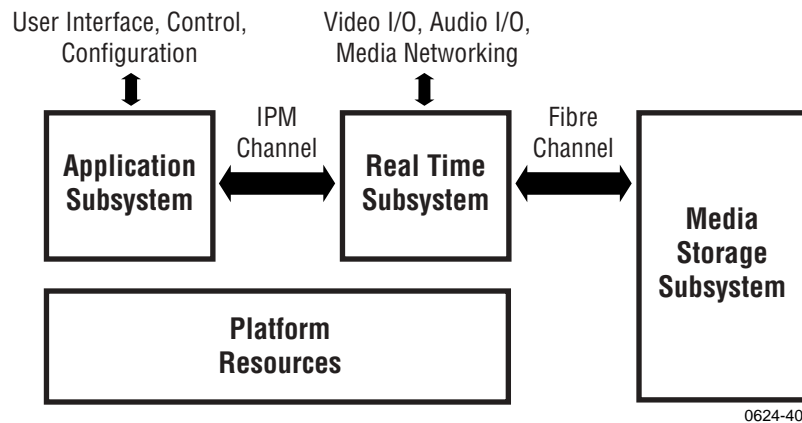 User Interface, Control,
Configuration
Video I/O, Audio I/O,
Media Networking
IPM
Channel
Fibre
Channel
Application
Subsystem
Real Time
Subsystem
Media
Storage
Subsystem
Platform
Resources
0624-40